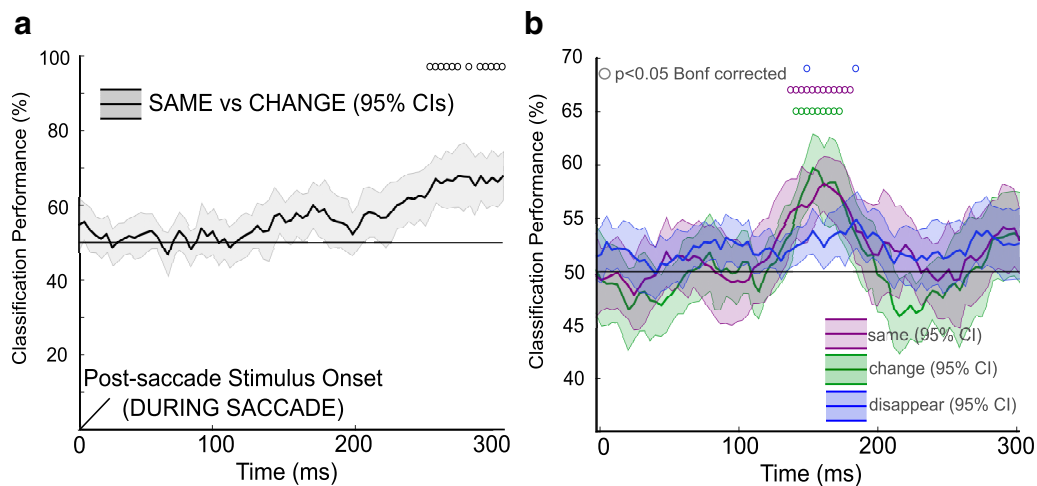 a
100
80
60
40
20
Classification Performance (%)
SAME vs CHANGE (95% CIs)
Post-saccade Stimulus Onset
(DURING SACCADE)
0
100
200
300
Time (ms)
b
70
65
60
55
50
45
40
Classification Performance (%)
p<0.05 Bonf corrected
same (95% CI)
change (95% CI)
disappear (95% CI)
0
100
200
300
Time (ms)